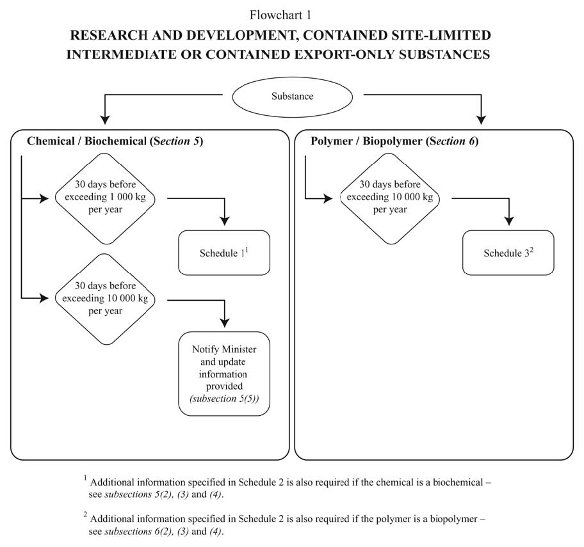 Flowchart 1
RESEARCH AND DEVELOPMENT, CONTAINED SITE-LIMITED
INTERMEDIATE OR CONTAINED EXPORT-ONLY SUBSTANCES
Substance
Chemical / Biochemical (Section 5)
30 days before
exceeding 1 000 kg
per year
Schedule 1¹
30 days before
exceeding 10 000 kg
per year
Notify Minister
and update
information
provided
(subsection 5(5))
Polymer / Biopolymer (Section 6)
30 days before
exceeding 10 000 kg
per year
Schedule 3²
¹ Additional information specified in Schedule 2 is also required if the chemical is a biochemical –
see subsections 5(2), (3) and (4).
² Additional information specified in Schedule 2 is also required if the polymer is a biopolymer –
see subsections 6(2), (3) and (4).